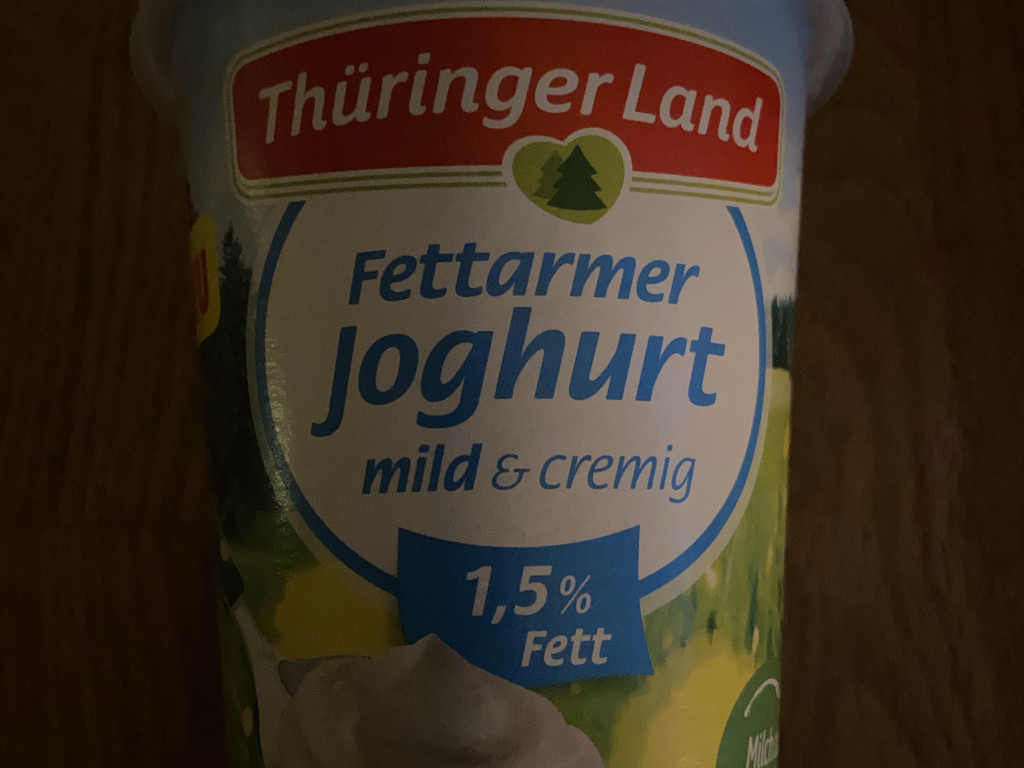 Thüringer Land
Fettarmer
Joghurt
mild & cremig
1,5%
Fett